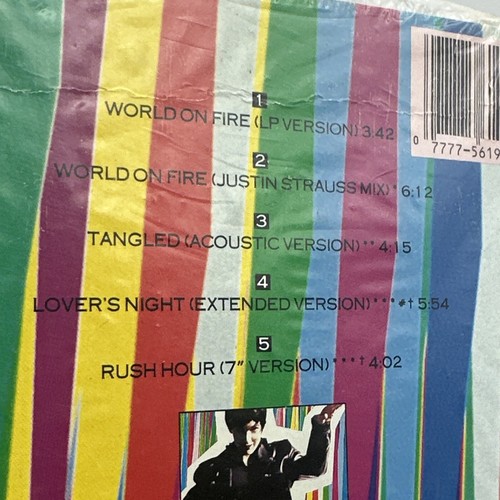 1
WORLD ON FIRE (LP VERSION) 3:42
0 7777-5619
2
WORLD ON FIRE (JUSTIN STRAUSS MIX) * 6:12
3
TANGLED (ACOUSTIC VERSION) ** 4:15
4
LOVER'S NIGHT (EXTENDED VERSION) ***#† 5:54
5
RUSH HOUR (7" VERSION) ***† 4:02